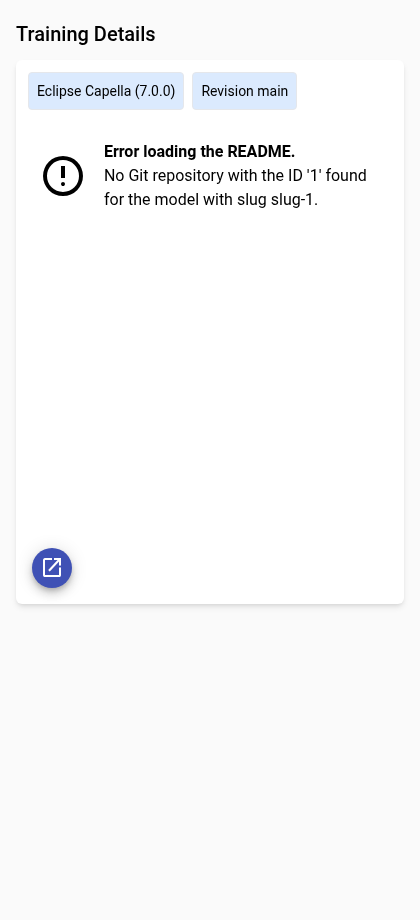 Training Details
Eclipse Capella (7.0.0)
Revision main
Error loading the README.
No Git repository with the ID '1' found
for the model with slug slug-1.